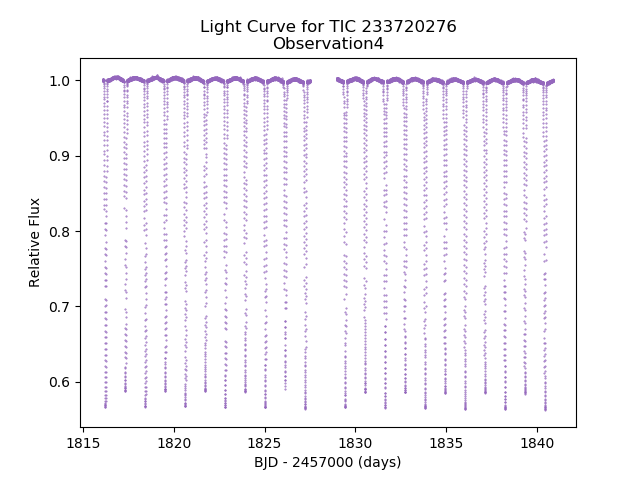 Light Curve for TIC 233720276
Observation4
1.0
0.9
0.8
0.7
0.6
Relative Flux
1815
1820
1825
1830
1835
1840
BJD - 2457000 (days)